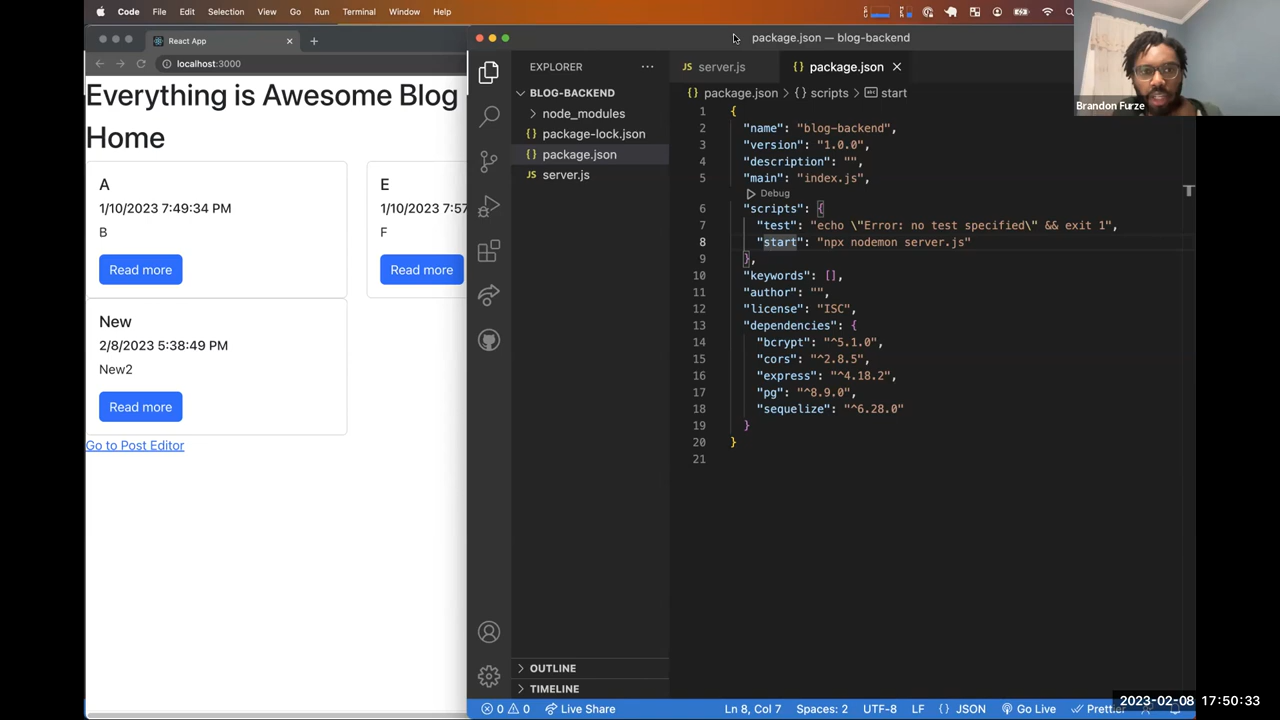 Code File Edit Selection View Go Run Terminal Window Help
React App
localhost:3000
Everything is Awesome Blog
Home
A
1/10/2023 7:49:34 PM
B
Read more
E
1/10/2023 7:57
F
Read more
New
2/8/2023 5:38:49 PM
New2
Read more
Go to Post Editor
package.json — blog-backend
EXPLORER
BLOG-BACKEND
node_modules
package-lock.json
package.json
server.js
OUTLINE
TIMELINE
server.js
package.json
package.json > {} scripts > start
1 {
2 "name": "blog-backend",
3 "version": "1.0.0",
4 "description": "",
5 "main": "index.js",
Debug
6 "scripts": {
7 "test": "echo \"Error: no test specified\" && exit 1",
8 "start": "npx nodemon server.js"
9 },
10 "keywords": [],
11 "author": "",
12 "license": "ISC",
13 "dependencies": {
14 "bcrypt": "^5.1.0",
15 "cors": "^2.8.5",
16 "express": "^4.18.2",
17 "pg": "^8.9.0",
18 "sequelize": "^6.28.0"
19 }
20 }
21
Brandon Furze
0 0 Live Share
Ln 8, Col 7 Spaces: 2 UTF-8 LF {} JSON Go Live Prettier
2023-02-08 17:50:33